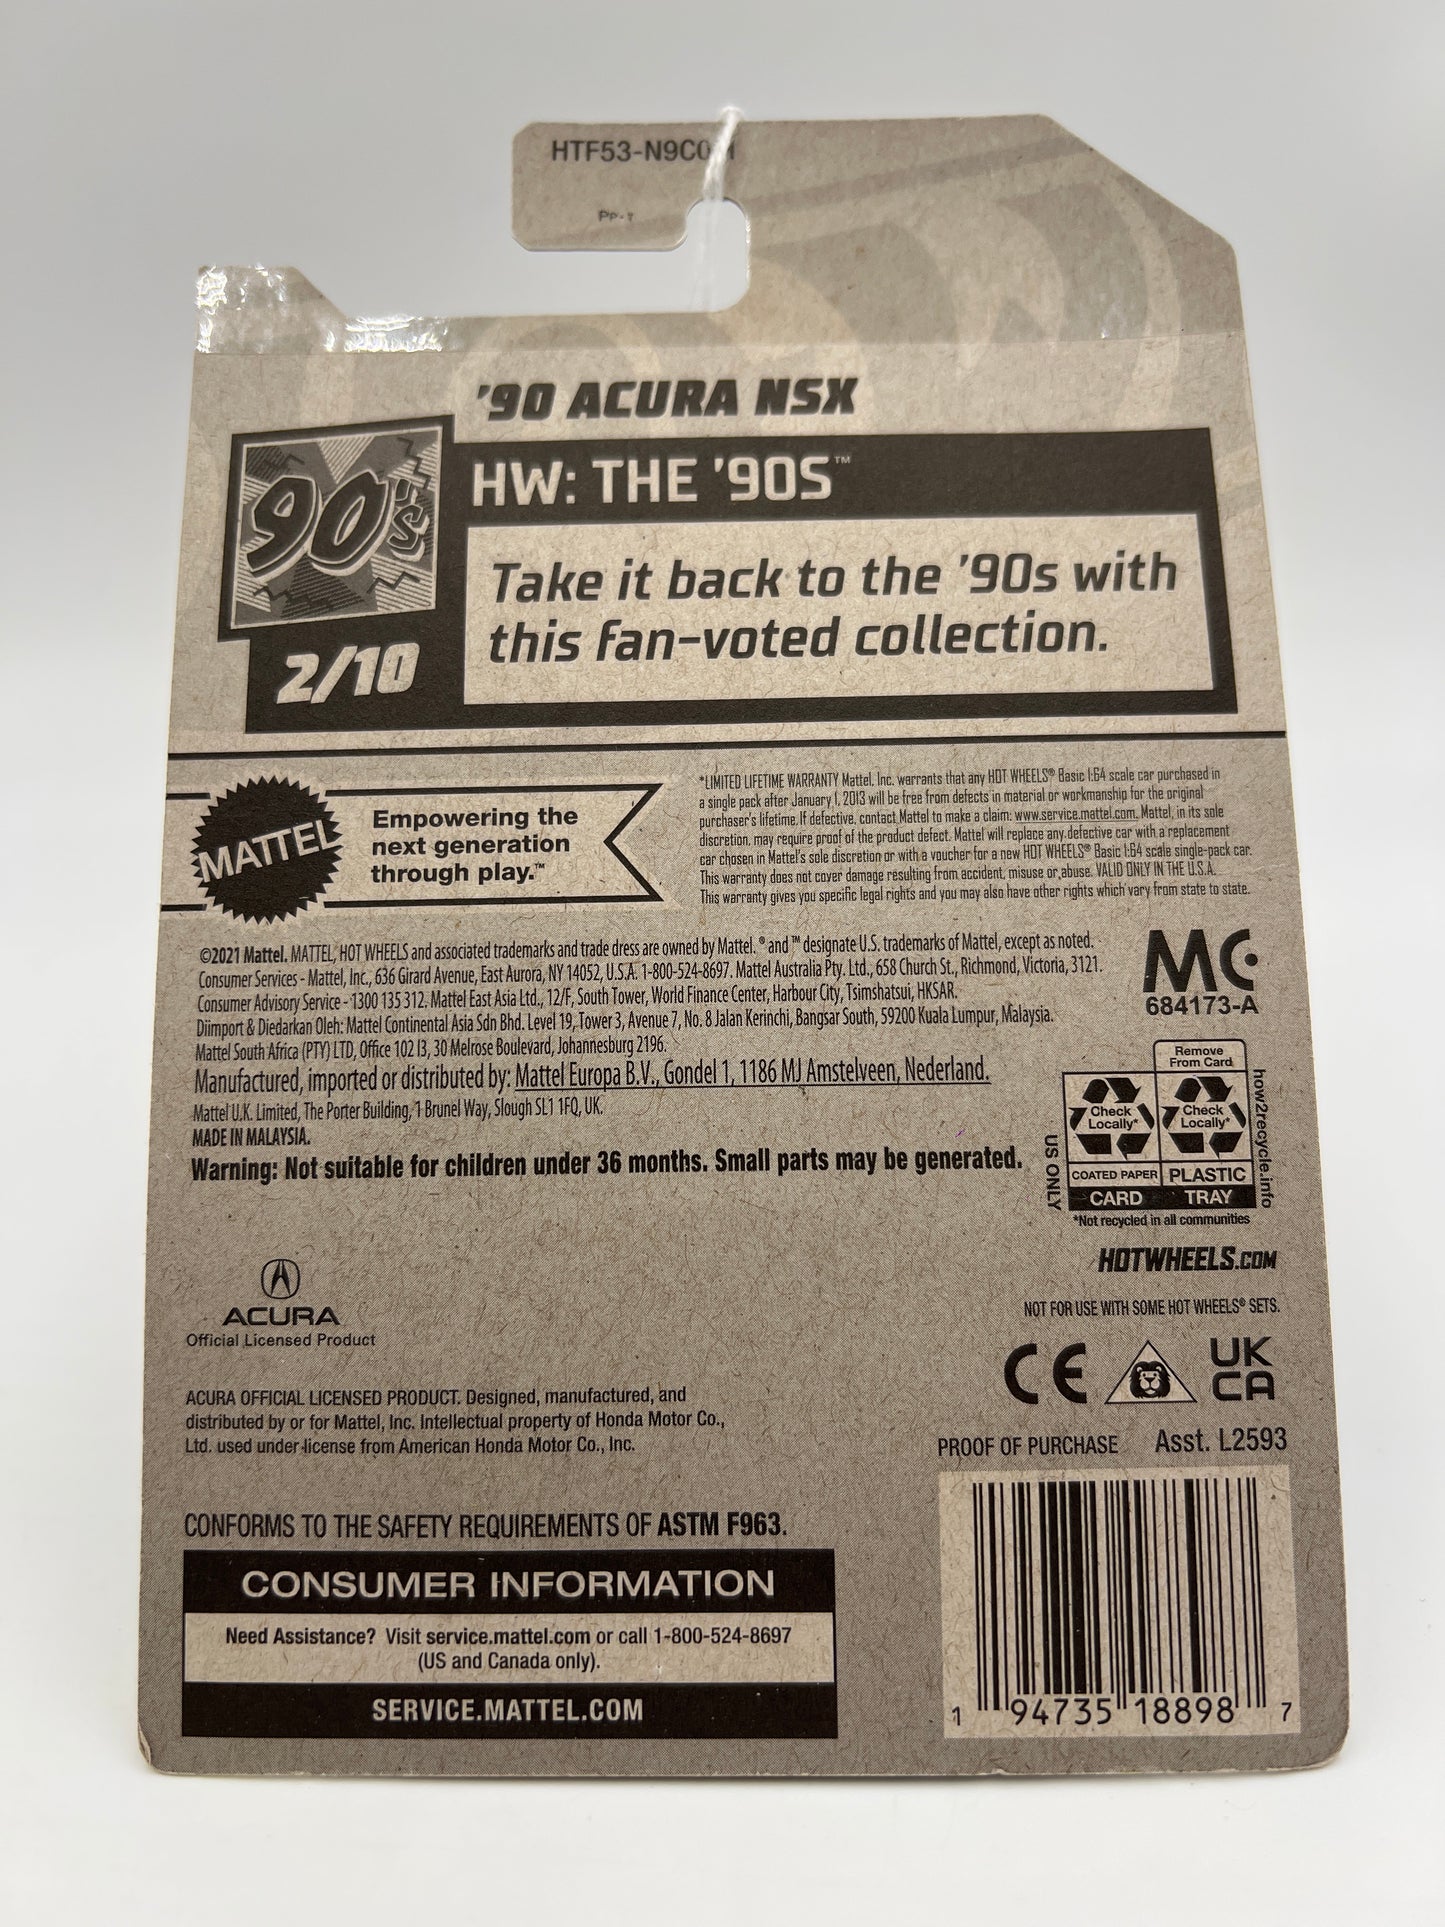 HTF53-N9C0
'90 ACURA NSX
90's
HW: THE '90S™
Take it back to the '90s with
this fan-voted collection.
2/10
MATTEL
Empowering the
next generation
through play.™
*LIMITED LIFETIME WARRANTY Mattel, Inc. warrants that any HOT WHEELS® Basic 1:64 scale car purchased in
a single pack after January 1, 2013 will be free from defects in material or workmanship for the original
purchaser's lifetime. If defective, contact Mattel to make a claim: www.service.mattel.com. Mattel, in its sole
discretion, may require proof of the product defect. Mattel will replace any defective car with a replacement
car chosen in Mattel's sole discretion or with a voucher for a new HOT WHEELS® Basic 1:64 scale single-pack car.
This warranty does not cover damage resulting from accident, misuse or abuse. VALID ONLY IN THE U.S.A.
This warranty gives you specific legal rights and you may also have other rights which vary from state to state.
©2021 Mattel. MATTEL, HOT WHEELS and associated trademarks and trade dress are owned by Mattel. ® and ™ designate U.S. trademarks of Mattel, except as noted.
Consumer Services - Mattel, Inc., 636 Girard Avenue, East Aurora, NY 14052, U.S.A. 1-800-524-8697. Mattel Australia Pty. Ltd., 658 Church St., Richmond, Victoria, 3121.
Consumer Advisory Service - 1300 135 312. Mattel East Asia Ltd., 12/F, South Tower, World Finance Center, Harbour City, Tsimshatsui, HKSAR.
Diimport & Diedarkan Oleh: Mattel Continental Asia Sdn Bhd. Level 19, Tower 3, Avenue 7, No. 8 Jalan Kerinchi, Bangsar South, 59200 Kuala Lumpur, Malaysia.
Mattel South Africa (PTY) LTD, Office 102 I3, 30 Melrose Boulevard, Johannesburg 2196.
Manufactured, imported or distributed by: Mattel Europa B.V., Gondel 1, 1186 MJ Amstelveen, Nederland.
Mattel U.K. Limited, The Porter Building, 1 Brunel Way, Slough SL1 1FQ, UK.
MADE IN MALAYSIA.
Warning: Not suitable for children under 36 months. Small parts may be generated.
MC
684173-A
Remove
From Card
Check
Locally*
Check
Locally*
COATED PAPER
PLASTIC
CARD
TRAY
US ONLY
how2recycle.info
*Not recycled in all communities
HOTWHEELS.COM
NOT FOR USE WITH SOME HOT WHEELS® SETS.
ACURA
Official Licensed Product
CE
UK
CA
ACURA OFFICIAL LICENSED PRODUCT. Designed, manufactured, and
distributed by or for Mattel, Inc. Intellectual property of Honda Motor Co.,
Ltd. used under license from American Honda Motor Co., Inc.
PROOF OF PURCHASE Asst. L2593
CONFORMS TO THE SAFETY REQUIREMENTS OF ASTM F963.
CONSUMER INFORMATION
Need Assistance? Visit service.mattel.com or call 1-800-524-8697
(US and Canada only).
SERVICE.MATTEL.COM
1 94735 18898 7